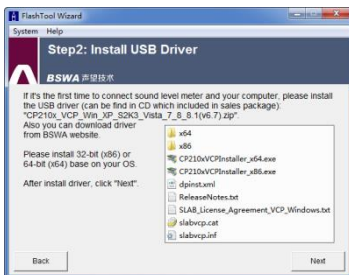 FlashTool Wizard
System Help
Step2: Install USB Driver
BSWA 声望技术
If it's the first time to connect sound level meter and your computer, please install
the USB driver (can be find in CD which included in sales package):
"CP210x_VCP_Win_XP_S2K3_Vista_7_8_8.1(v6.7).zip".
Also you can download driver
from BSWA website.
Please install 32-bit (x86) or
64-bit (x64) base on your OS.
After install driver, click "Next".
x64
x86
CP210xVCPInstaller_x64.exe
CP210xVCPInstaller_x86.exe
dpinst.xml
ReleaseNotes.txt
SLAB_License_Agreement_VCP_Windows.txt
slabvcp.cat
slabvcp.inf
Back
Next